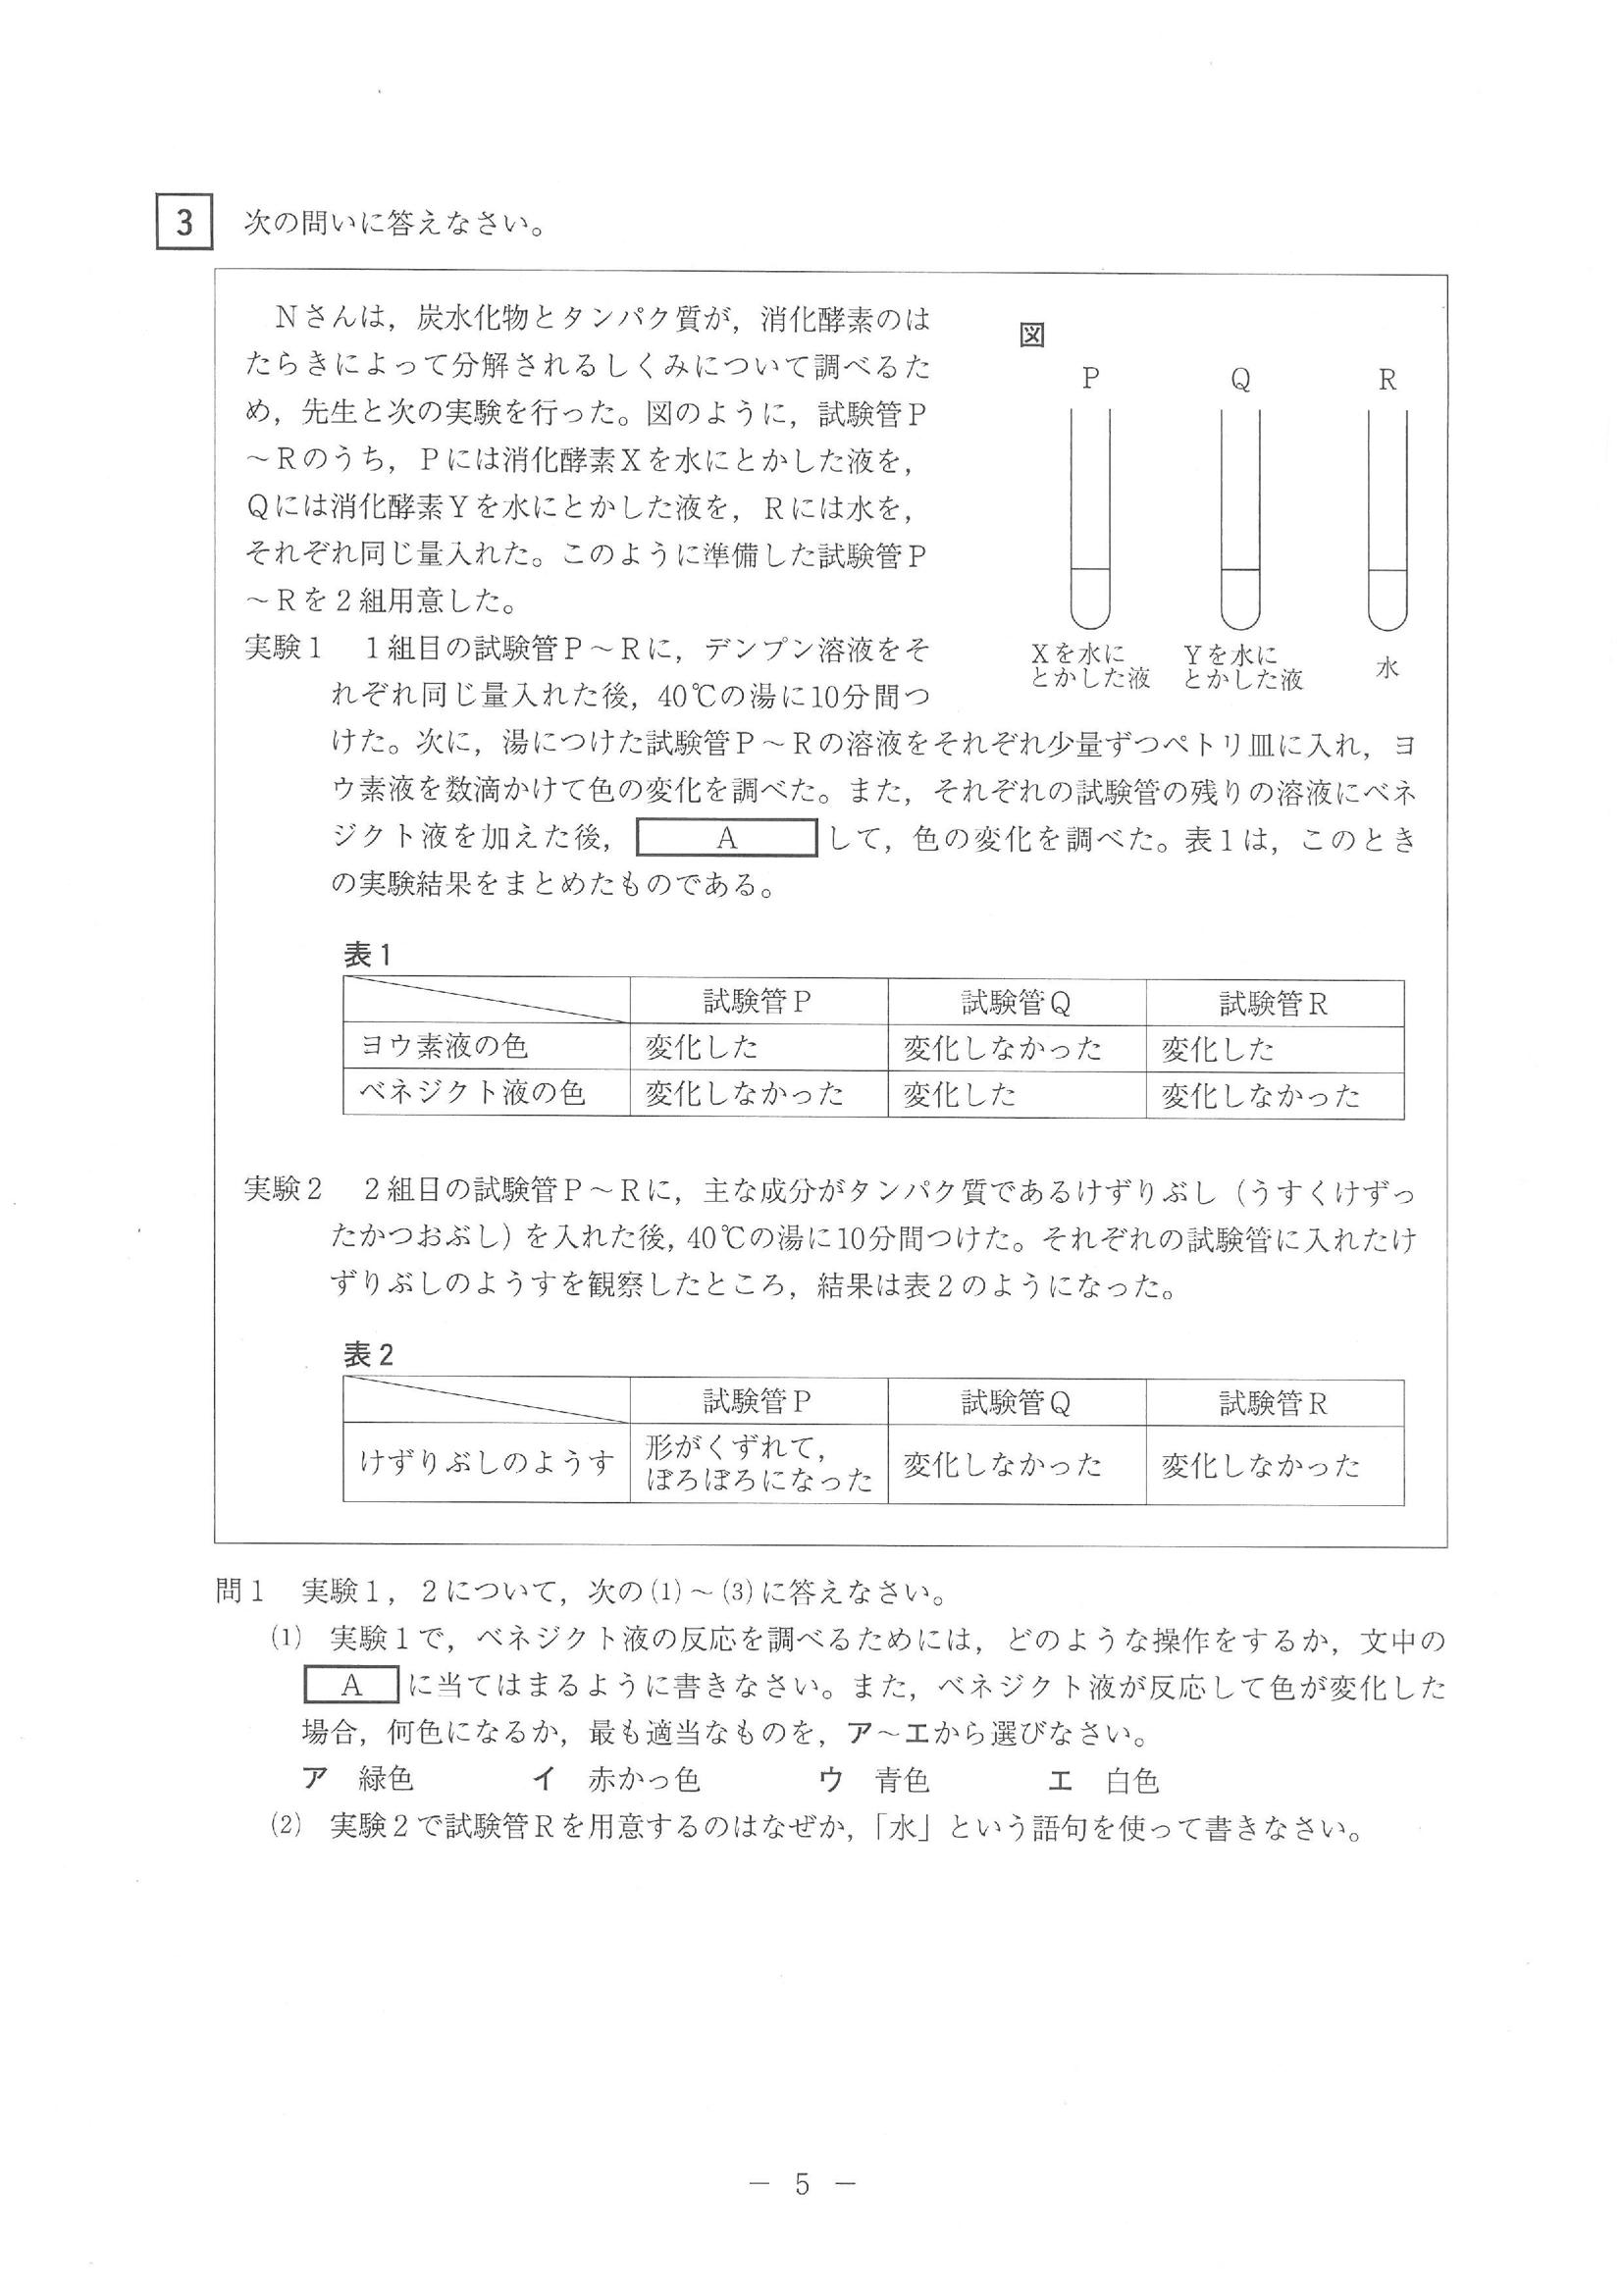 3 次の問いに答えなさい。
Nさんは，炭水化物とタンパク質が，消化酵素のは
たらきによって分解されるしくみについて調べるた
め，先生と次の実験を行った。図のように，試験管P
～Rのうち，Pには消化酵素Xを水にとかした液を，
Qには消化酵素Yを水にとかした液を，Rには水を，
それぞれ同じ量入れた。このように準備した試験管P
～Rを2組用意した。
図
P Q R
Xを水に
とかした液
Yを水に
とかした液
水
実験1 1組目の試験管P～Rに，デンプン溶液をそ
れぞれ同じ量入れた後，40℃の湯に10分間つ
けた。次に，湯につけた試験管P～Rの溶液をそれぞれ少量ずつペトリ皿に入れ，ヨ
ウ素液を数滴かけて色の変化を調べた。また，それぞれの試験管の残りの溶液にベネ
ジクト液を加えた後， A して，色の変化を調べた。表1は，このとき
の実験結果をまとめたものである。
表1
試験管P 試験管Q 試験管R
ヨウ素液の色 変化した 変化しなかった 変化した
ベネジクト液の色 変化しなかった 変化した 変化しなかった
実験2 2組目の試験管P～Rに，主な成分がタンパク質であるけずりぶし（うすくけずっ
たかつおぶし）を入れた後，40℃の湯に10分間つけた。それぞれの試験管に入れたけ
ずりぶしのようすを観察したところ，結果は表2のようになった。
表2
試験管P 試験管Q 試験管R
けずりぶしのようす 形がくずれて，
ぼろぼろになった 変化しなかった 変化しなかった
問1 実験1，2について，次の(1)～(3)に答えなさい。
(1) 実験1で，ベネジクト液の反応を調べるためには，どのような操作をするか，文中の
A に当てはまるように書きなさい。また，ベネジクト液が反応して色が変化した
場合，何色になるか，最も適当なものを，ア～エから選びなさい。
ア 緑色 イ 赤かっ色 ウ 青色 エ 白色
(2) 実験2で試験管Rを用意するのはなぜか，「水」という語句を使って書きなさい。
－ 5 －